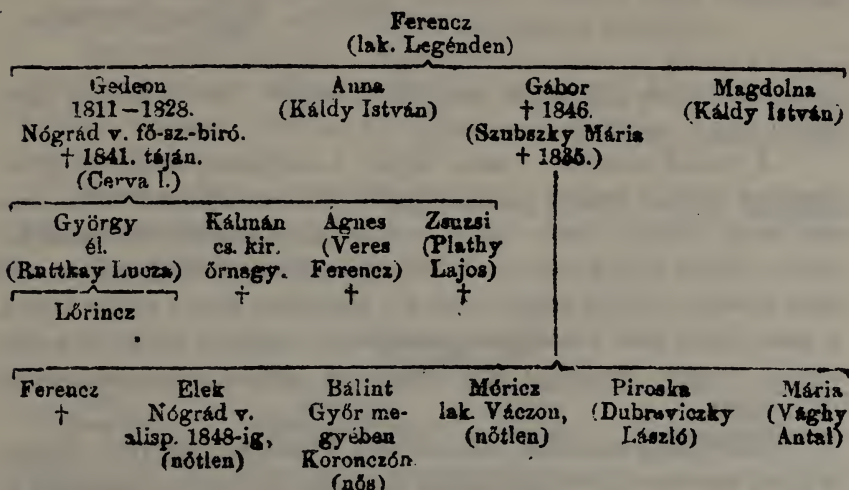 Ferencz
(lak. Legénden)
Gedeon
1811—1828.
Nógrád v. fő-sz.-biró.
† 1841. táján.
(Cerva I.)
Anna
(Káldy István)
Gábor
† 1846.
(Szubszky Mária
† 1835.)
Magdolna
(Káldy István)
György
él.
(Ruttkay Lucza)
Kálmán
cs. kir.
őrnagy.
†
Ágnes
(Veres
Ferencz)
†
Zsuzsi
(Plathy
Lajos)
†
Lőrincz
Ferencz
†
Elek
Nógrád v.
alisp. 1848-ig,
(nőtlen)
Bálint
Győr me-
gyében
Koronczón
(nős)
Móricz
lak. Váczon,
(nőtlen)
Piroska
(Dubraviczky
László)
Mária
(Vághy
Antal)